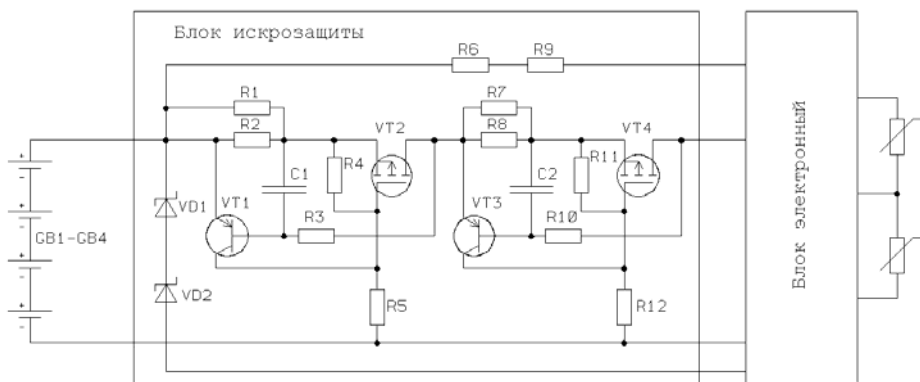 Блок искрозащиты
R6
R9
R1
R7
R2
VT2
R8
VT4
R4
R11
C1
C2
VD1
VT1
R3
VT3
R10
GB1-GB4
VD2
R5
R12
Блок электронный
+
-
+
-
+
-
+
-